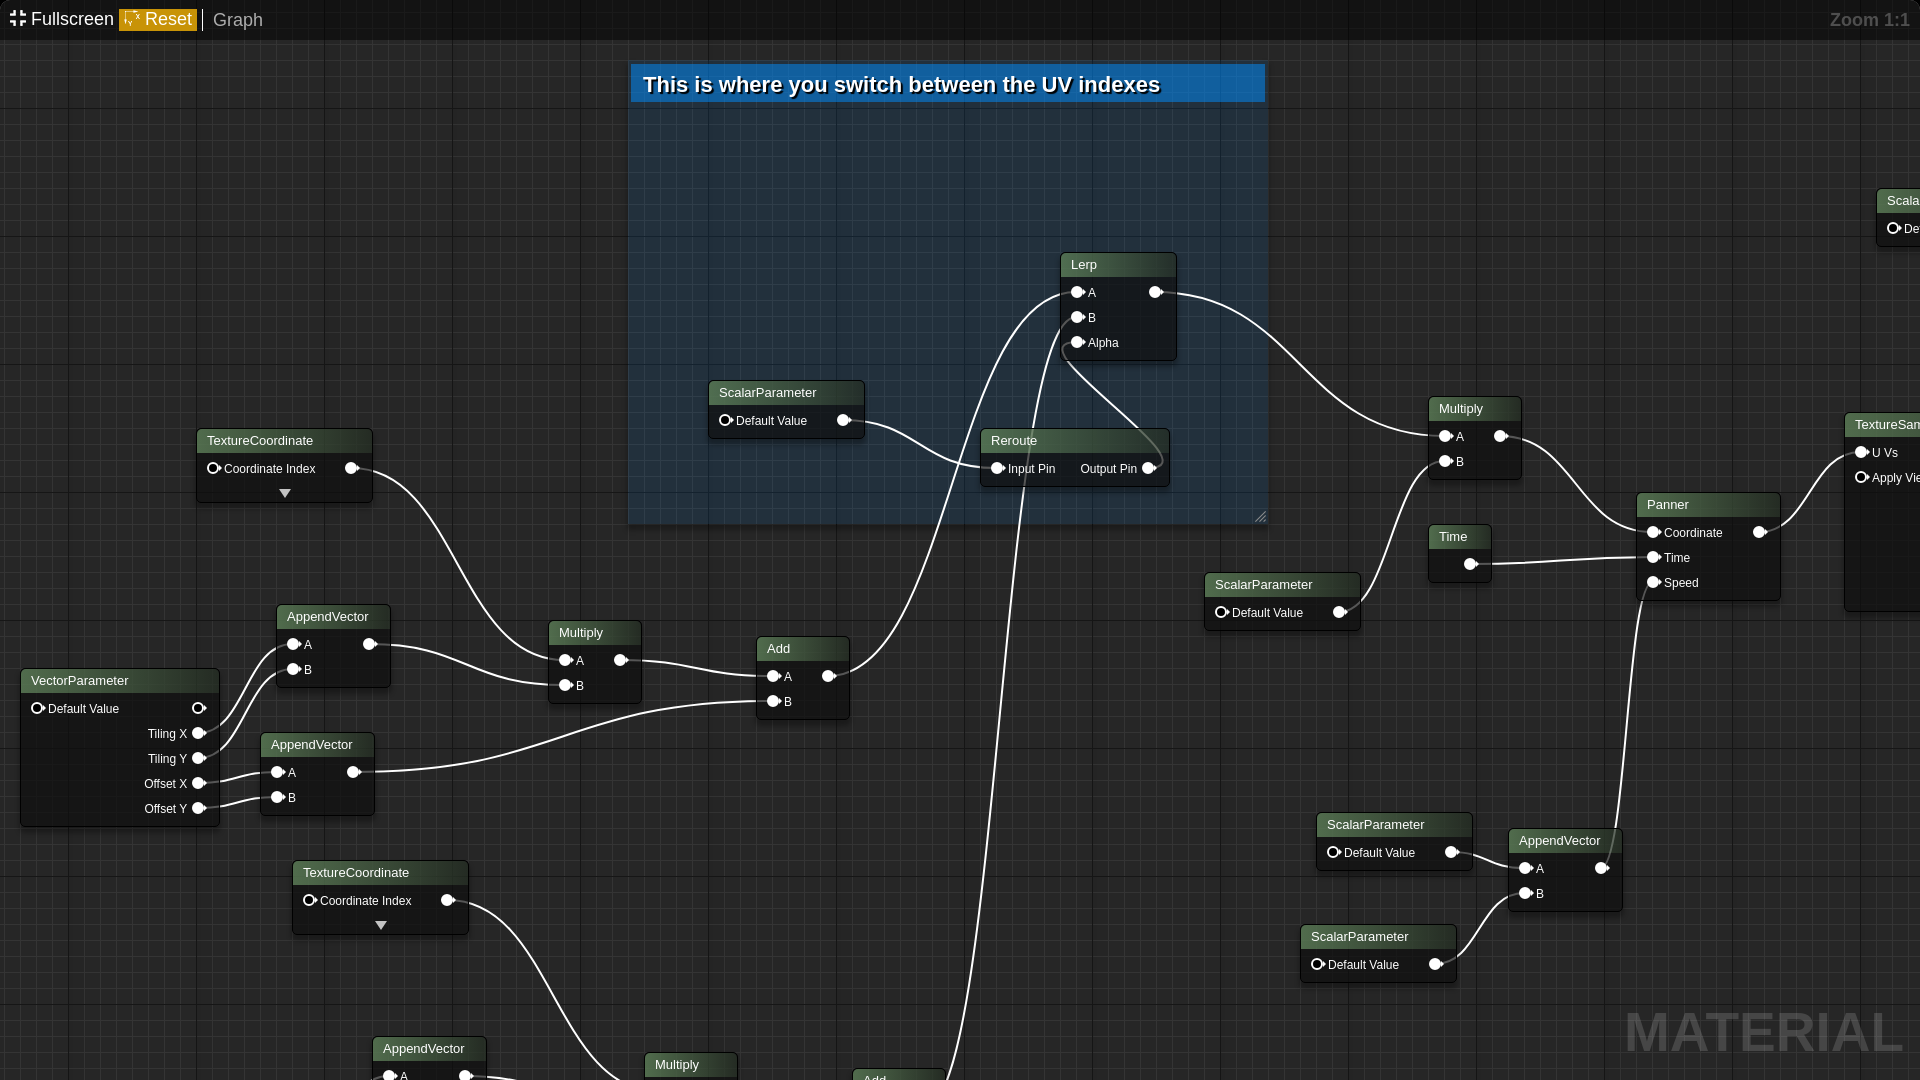 Fullscreen Reset Graph Zoom 1:1
This is where you switch between the UV indexes
Scala
De
Lerp
A
B
Alpha
ScalarParameter
Default Value
Reroute
Input Pin Output Pin
TextureCoordinate
Coordinate Index
Multiply
A
B
TextureSam
U Vs
Apply Vie
Panner
Coordinate
Time
Speed
Time
ScalarParameter
Default Value
AppendVector
A
B
Multiply
A
B
Add
A
B
VectorParameter
Default Value
Tiling X
Tiling Y
Offset X
Offset Y
AppendVector
A
B
ScalarParameter
Default Value
AppendVector
A
B
TextureCoordinate
Coordinate Index
ScalarParameter
Default Value
MATERIAL
AppendVector
A
Multiply
Add